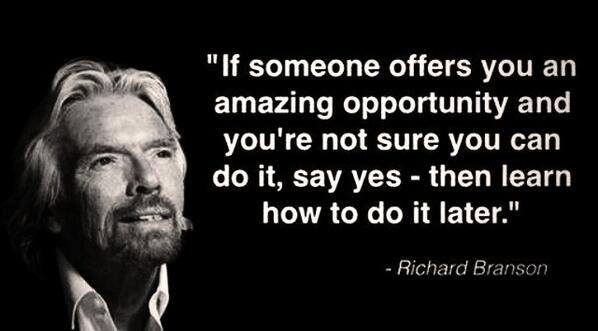 "If someone offers you an
amazing opportunity and
you're not sure you can
do it, say yes - then learn
how to do it later."
- Richard Branson